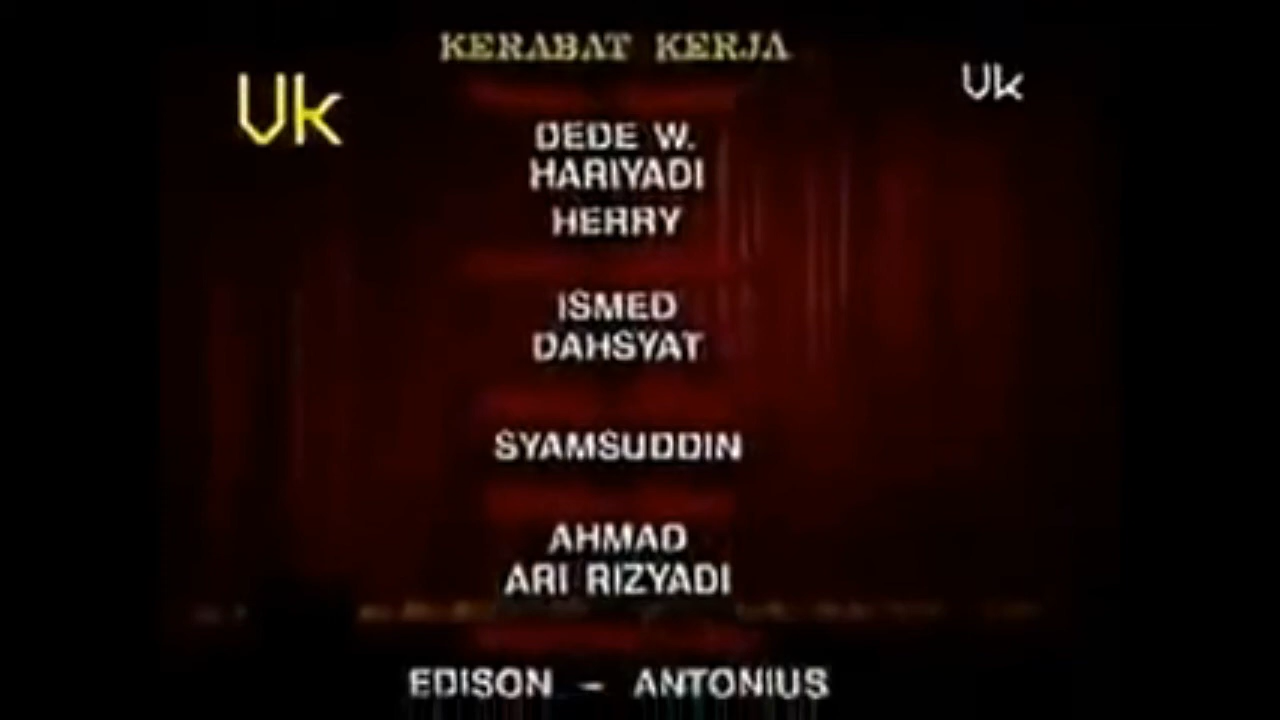 KERABAT KERJA
Vk
Vk
DEDE W.
HARIYADI
HERRY
ISMED
DAHSYAT
SYAMSUDDIN
AHMAD
ARI RIZYADI
EDISON – ANTONIUS